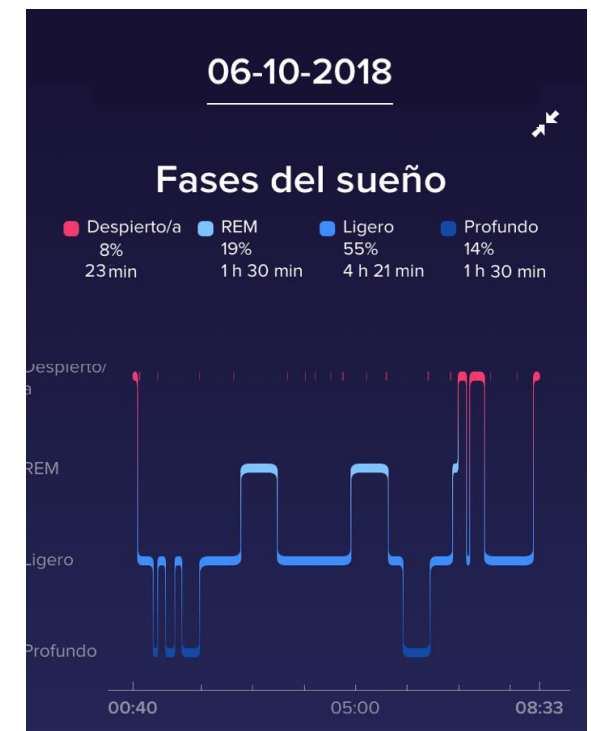 06-10-2018
Fases del sueño
Despierto/a REM Ligero Profundo
8% 19% 55% 14%
23 min 1 h 30 min 4 h 21 min 1 h 30 min
Despierto/
a
REM
Ligero
Profundo
00:40 05:00 08:33